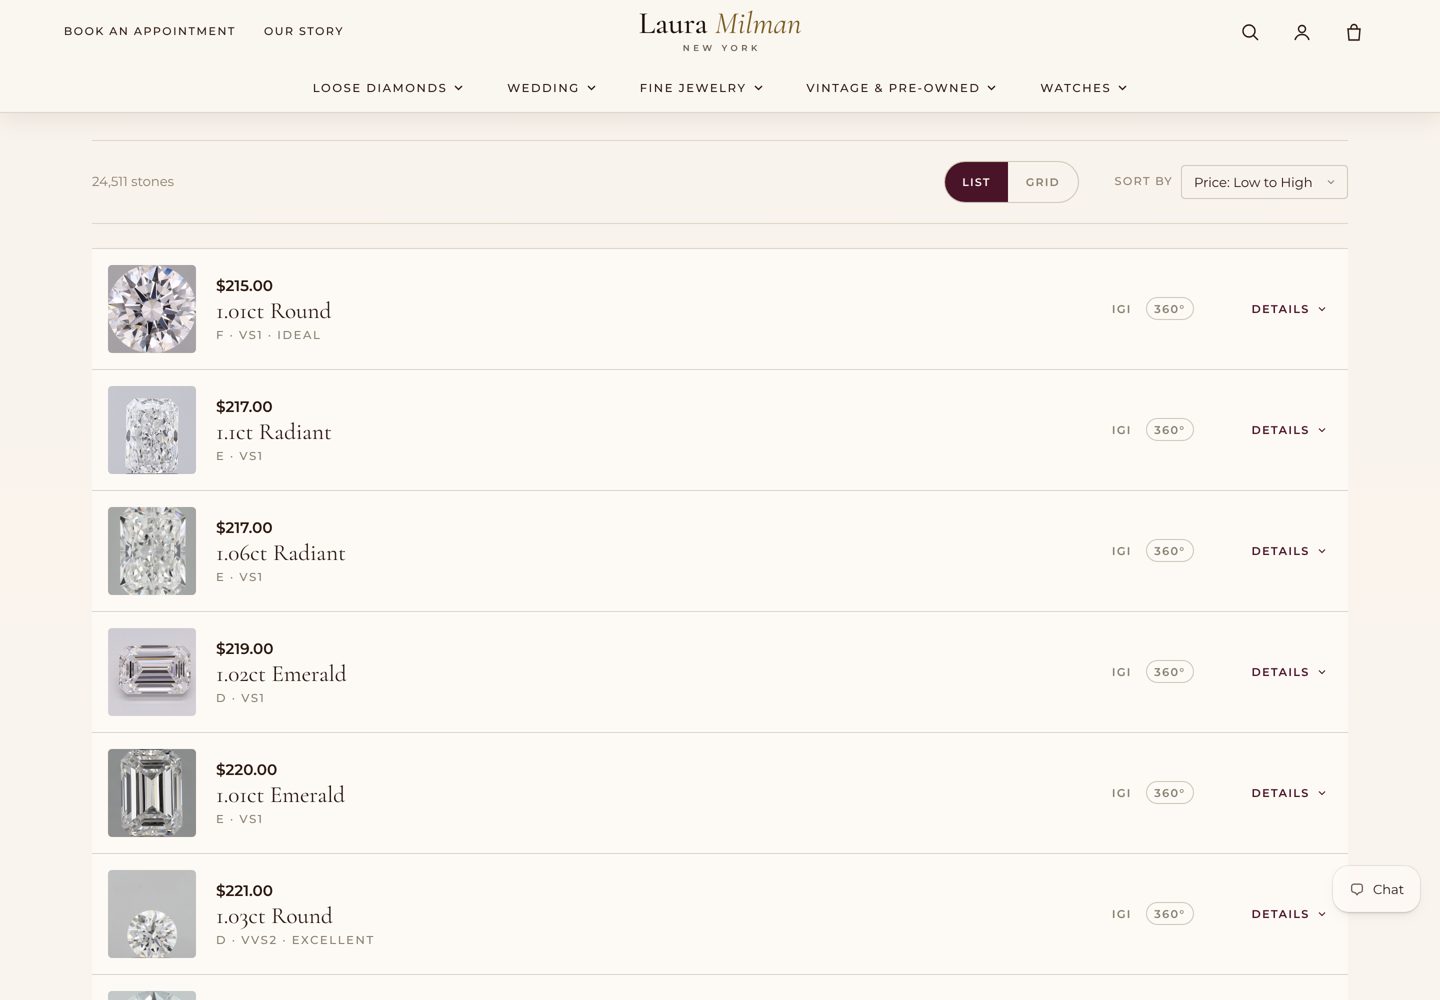 BOOK AN APPOINTMENT
OUR STORY
Laura Milman
NEW YORK
LOOSE DIAMONDS
WEDDING
FINE JEWELRY
VINTAGE & PRE-OWNED
WATCHES
24,511 stones
LIST
GRID
SORT BY
Price: Low to High
$215.00
1.01ct Round
F · VS1 · IDEAL
IGI
360°
DETAILS
$217.00
1.1ct Radiant
E · VS1
IGI
360°
DETAILS
$217.00
1.06ct Radiant
E · VS1
IGI
360°
DETAILS
$219.00
1.02ct Emerald
D · VS1
IGI
360°
DETAILS
$220.00
1.01ct Emerald
E · VS1
IGI
360°
DETAILS
$221.00
1.03ct Round
D · VVS2 · EXCELLENT
IGI
360°
DETAILS
Chat